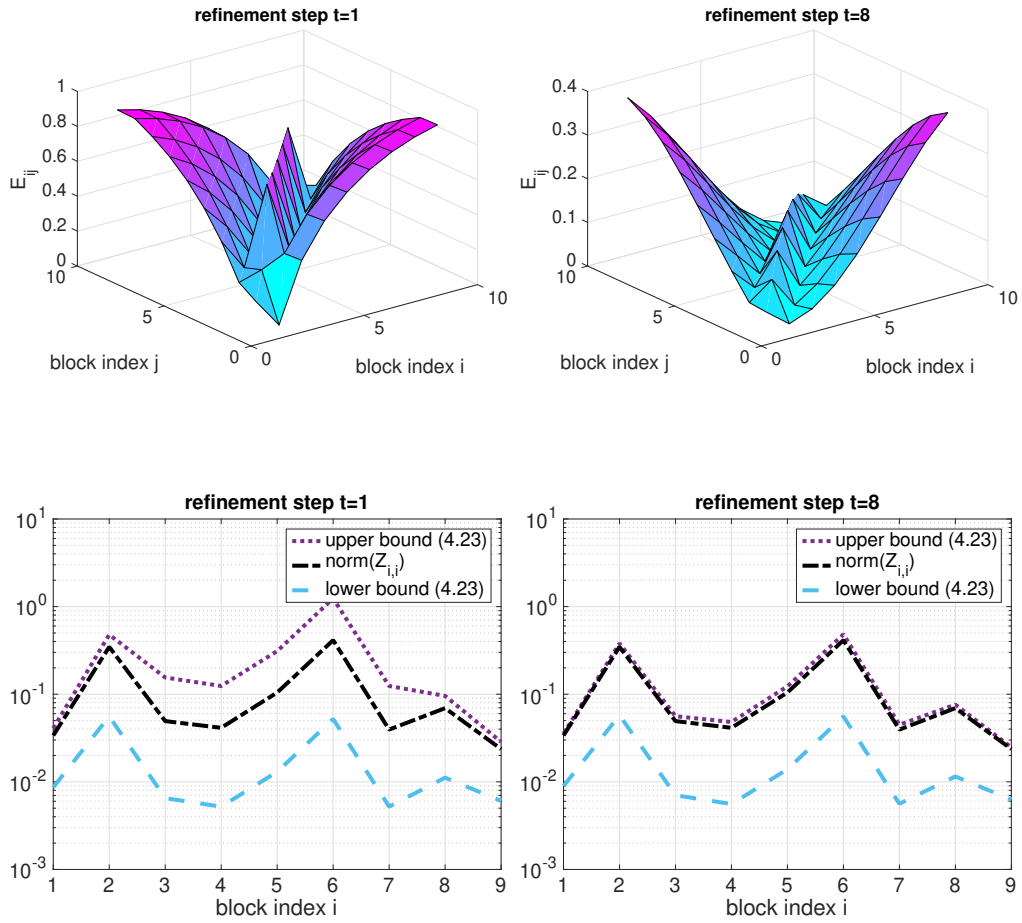 refinement step t=1
1
0.8
0.6
0.4
0.2
0
E_ij
10
5
0
block index j
0
5
10
block index i
refinement step t=8
0.4
0.3
0.2
0.1
0
E_ij
10
5
0
block index j
0
5
10
block index i
refinement step t=1
10^1
10^0
10^-1
10^-2
10^-3
upper bound (4.23)
norm(Z_i,i)
lower bound (4.23)
1 2 3 4 5 6 7 8 9
block index i
refinement step t=8
10^1
10^0
10^-1
10^-2
10^-3
upper bound (4.23)
norm(Z_i,i)
lower bound (4.23)
1 2 3 4 5 6 7 8 9
block index i